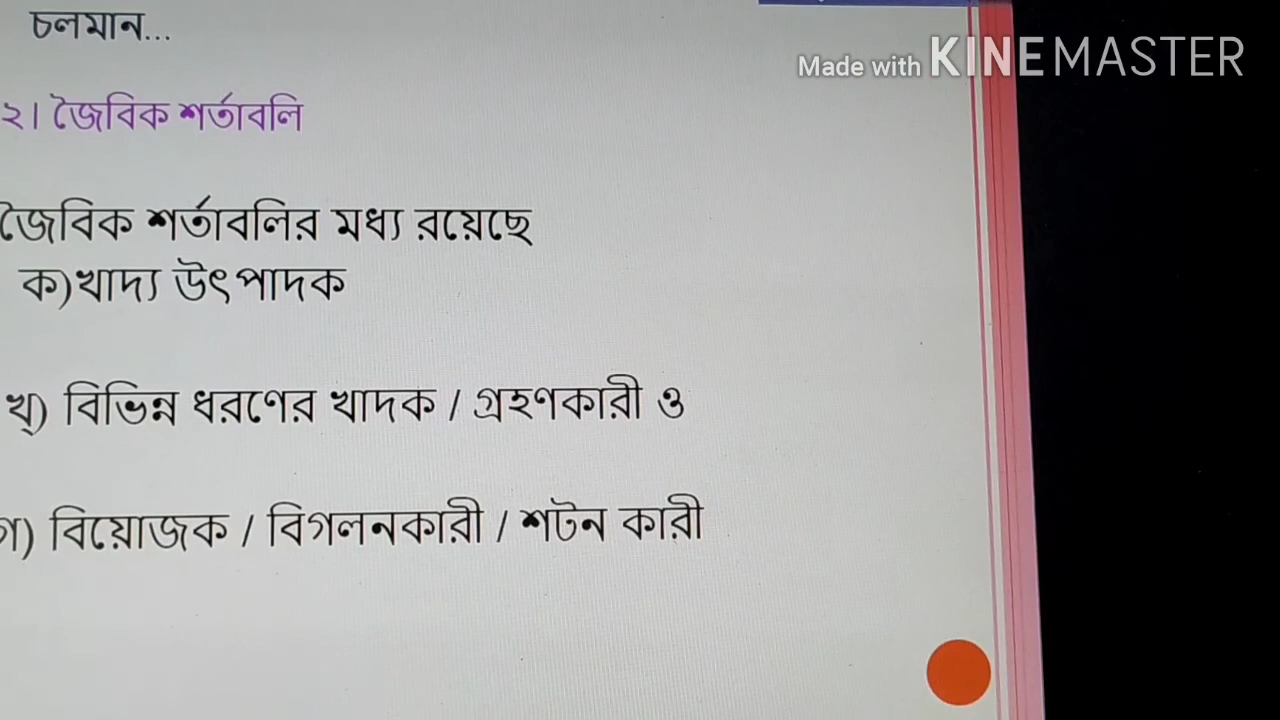 চলমান...
Made with KINEMASTER
২। জৈবিক শর্তাবলি
জৈবিক শর্তাবলির মধ্য রয়েছে
ক)খাদ্য উৎপাদক
খ) বিভিন্ন ধরণের খাদক / গ্রহণকারী ও
গ) বিয়োজক / বিগলনকারী / শটন কারী